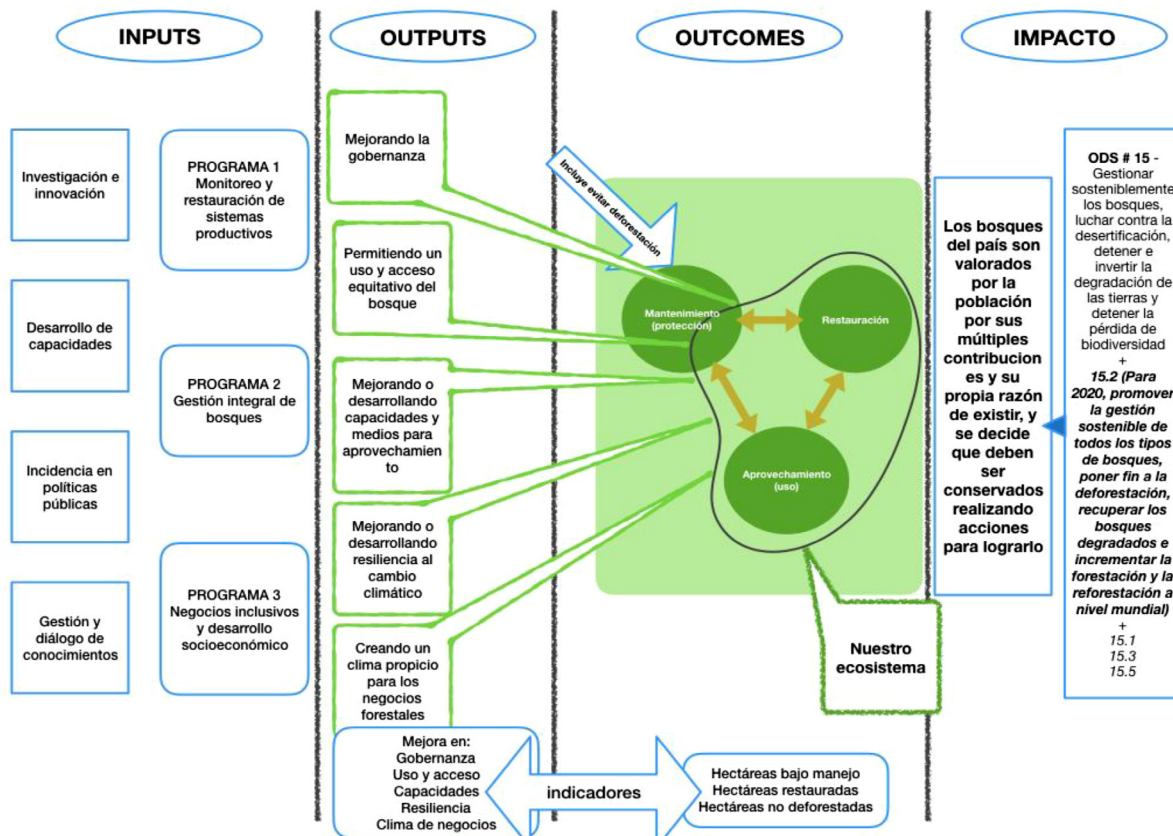 INPUTS
OUTPUTS
OUTCOMES
IMPACTO
Investigación e
innovación
Desarrollo de
capacidades
Incidencia en
políticas
públicas
Gestión y
diálogo de
conocimientos
PROGRAMA 1
Monitoreo y
restauración de
sistemas
productivos
PROGRAMA 2
Gestión integral de
bosques
PROGRAMA 3
Negocios inclusivos
y desarrollo
socioeconómico
Mejorando la
gobernanza
Permitiendo un
uso y acceso
equitativo del
bosque
Mejorando o
desarrollando
capacidades y
medios para
aprovechamie
nto
Mejorando o
desarrollando
resiliencia al
cambio
climático
Creando un
clima propicio
para los
negocios
forestales
Mejora en:
Gobernanza
Uso y acceso
Capacidades
Resiliencia
Clima de negocios
indicadores
Hectáreas bajo manejo
Hectáreas restauradas
Hectáreas no deforestadas
Incluye evitar deforestación
Mantenimiento
(protección)
Restauración
Aprovechamiento
(uso)
Nuestro
ecosistema
Los bosques
del país son
valorados
por la
población
por sus
múltiples
contribucion
es y su
propia razón
de existir, y
se decide
que deben
ser
conservados
realizando
acciones
para lograrlo
ODS # 15 -
Gestionar
sosteniblemente
los bosques,
luchar contra la
desertificación,
detener e
invertir la
degradación de
las tierras y
detener la
pérdida de
biodiversidad
+
15.2 (Para
2020, promover
la gestión
sostenible de
todos los tipos
de bosques,
poner fin a la
deforestación,
recuperar los
bosques
degradados e
incrementar la
forestación y la
reforestación a
nivel mundial)
+
15.1
15.3
15.5